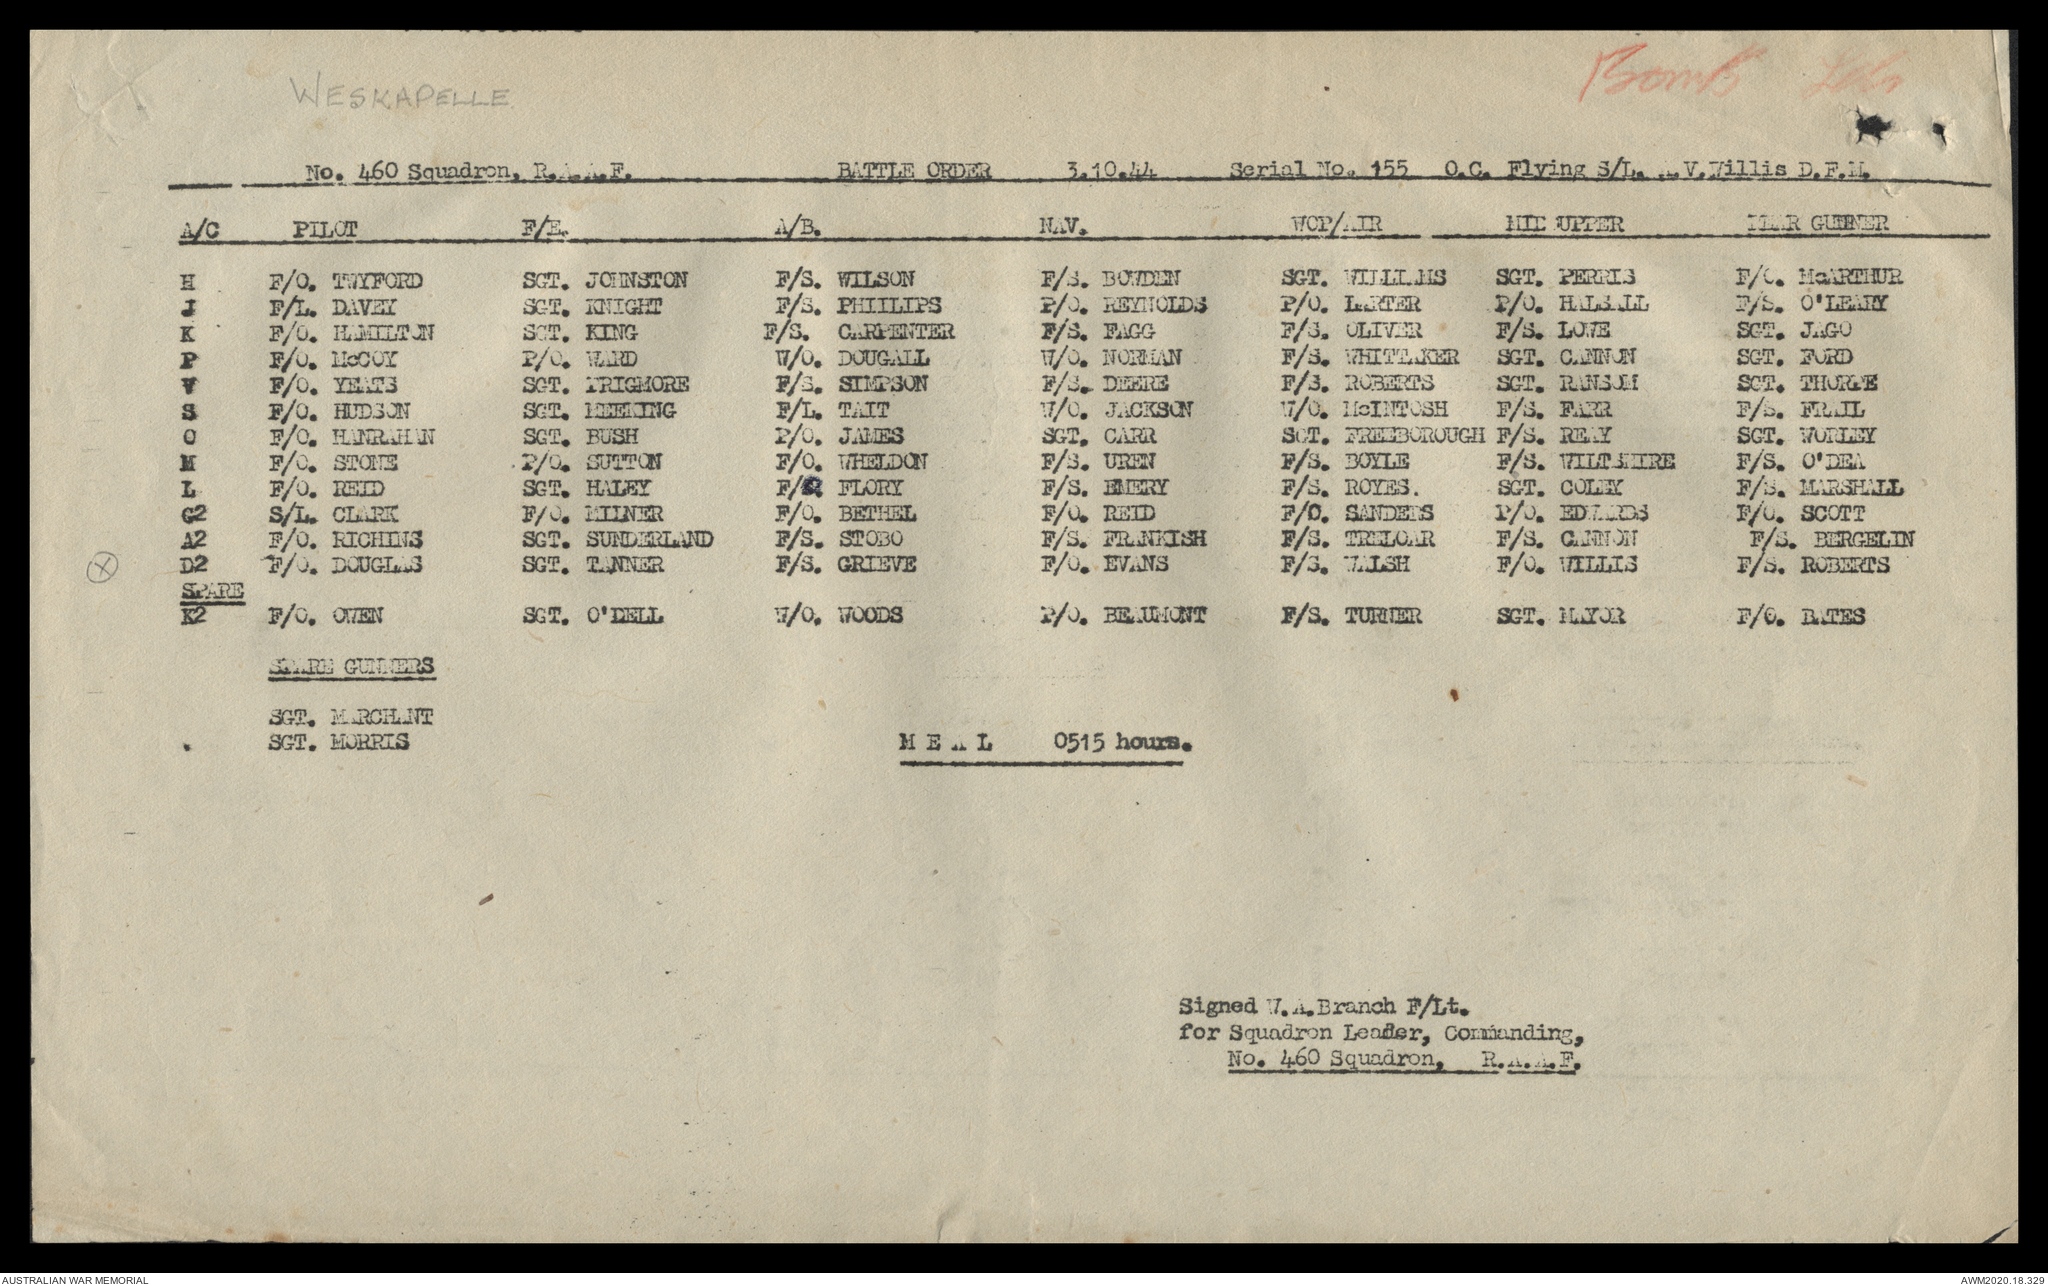 WESKAPELLE
Bomb
No. 460 Squadron, R.A.A.F. BATTLE ORDER 3.10.44 Serial No. 155 O.C. Flying S/L. V.Willis D.F.M.
A/C PILOT F/E. A/B. NAV. WOP/AIR MID UPPER REAR GUNNER
H F/O. TWYFORD SGT. JOHNSTON F/S. WILSON F/S. BOWDEN SGT. WILLIAMS SGT. PERRIS F/O. McARTHUR
J F/L. DAVEY SGT. KNIGHT F/S. PHIILIPS P/O. REYNOLDS P/O. LARTER P/O. HALSALL F/S. O'LEARY
K F/O. HAMILTON SGT. KING F/S. CARPENTER F/S. FAGG F/S. OLIVER F/S. LOWE SGT. JAGO
P F/O. McCOY P/O. WARD W/O. DOUGALL W/O. NORMAN F/S. WHITTAKER SGT. CANNON SGT. FORD
V F/O. YEATS SGT. TRIGMORE F/S. SIMPSON F/S. DEERE F/S. ROBERTS SGT. RANSOM SGT. THORPE
S F/O. HUDSON SGT. MEEKING F/L. TAIT W/O. JACKSON W/O. McINTOSH F/S. FARR F/S. FRAIL
O F/O. HANRAHAN SGT. BUSH P/O. JAMES SGT. CARR SGT. FREEBOROUGH F/S. REAY SGT. WORLEY
M F/O. STONE P/O. SUTTON F/O. WHELDON F/S. UREN F/S. BOYLE F/S. WILTSHIRE F/S. O'DEA
L F/O. REID SGT. HALEY FLORY F/S. EMERY F/S. ROYES. SGT. COLEY F/S. MARSHALL
G2 S/L. CLARK F/O. MILNER F/O. BETHEL F/O. REID F/O. SANDERS P/O. EDWARDS F/O. SCOTT
A2 F/O. RICHINS SGT. SUNDERLAND F/S. STOBO F/S. FRANKISH F/S. TRELOAR F/S. CANNON F/S. BERGELIN
X D2 F/O. DOUGLAS SGT. TANNER F/S. GRIEVE F/O. EVANS F/S. WALSH F/O. WILLIS F/S. ROBERTS
SPARE
K2 F/O. OWEN SGT. O'DELL W/O. WOODS P/O. BEAUMONT F/S. TURNER SGT. MAYOR F/O. BATES
SPARE GUNNERS
SGT. MARCHANT
SGT. MORRIS
M E A L 0515 hours.
Signed W.A.Branch F/Lt.
for Squadron Leader, Commanding,
No. 460 Squadron, R.A.A.F.
AUSTRALIAN WAR MEMORIAL
AWM2020.18.329